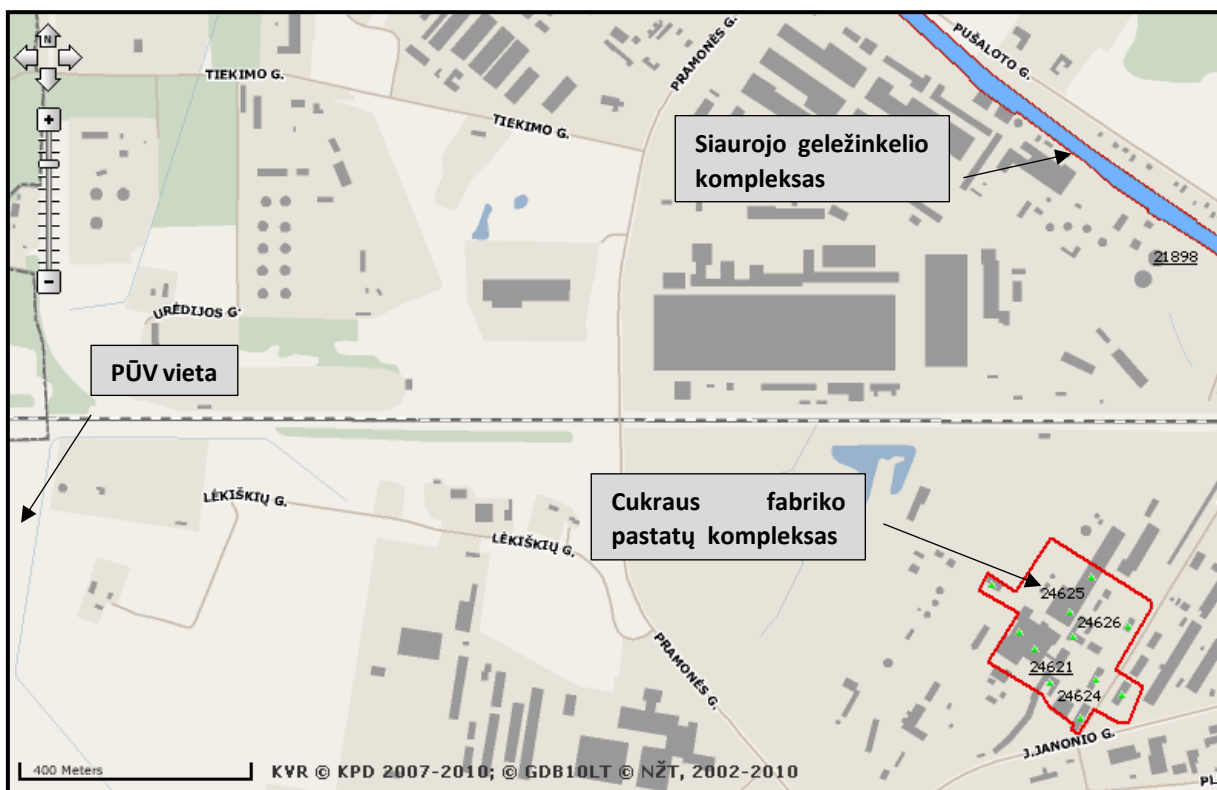 N
PUŠALOTO G.
PRAMONĖS G.
TIEKIMO G.
TIEKIMO G.
+
Siaurojo geležinkelio
kompleksas
21898
-
URĖDIJOS G.
PŪV vieta
LĖKIŠKIŲ G.
Cukraus fabriko
pastatų kompleksas
LĖKIŠKIŲ G.
24625
24626
PRAMONĖS G.
24621
24624
J.JANONIO G.
400 Meters
KVR © KPD 2007-2010; © GDB10LT © NŽT, 2002-2010
PL